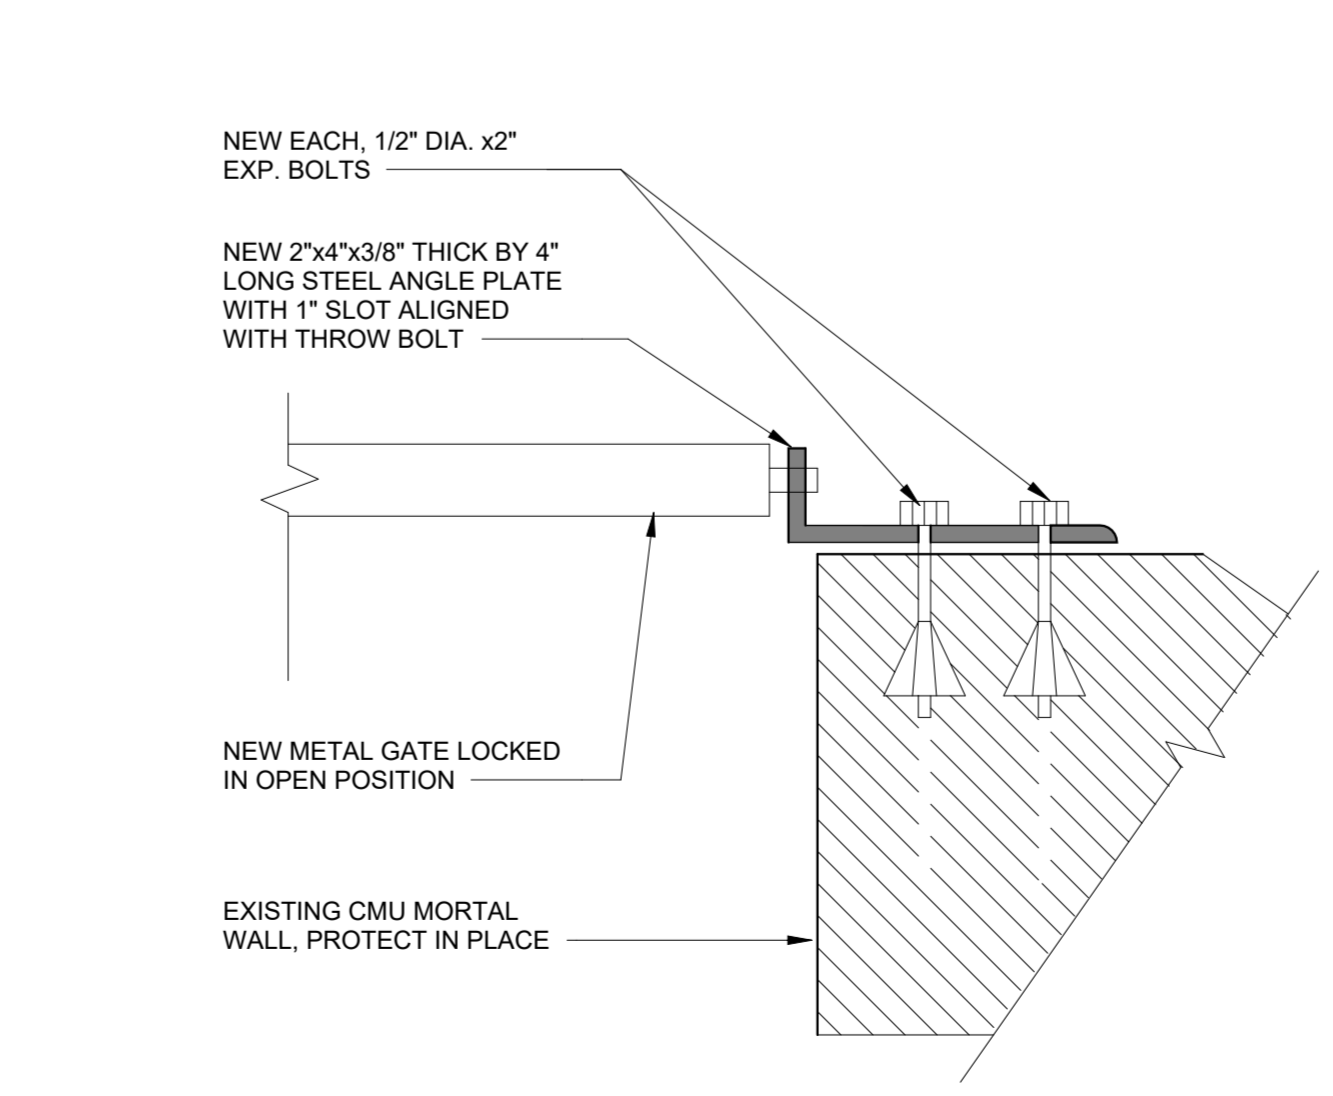 NEW EACH, 1/2" DIA. x2"
EXP. BOLTS
NEW 2"x4"x3/8" THICK BY 4"
LONG STEEL ANGLE PLATE
WITH 1" SLOT ALIGNED
WITH THROW BOLT
NEW METAL GATE LOCKED
IN OPEN POSITION
EXISTING CMU MORTAL
WALL, PROTECT IN PLACE